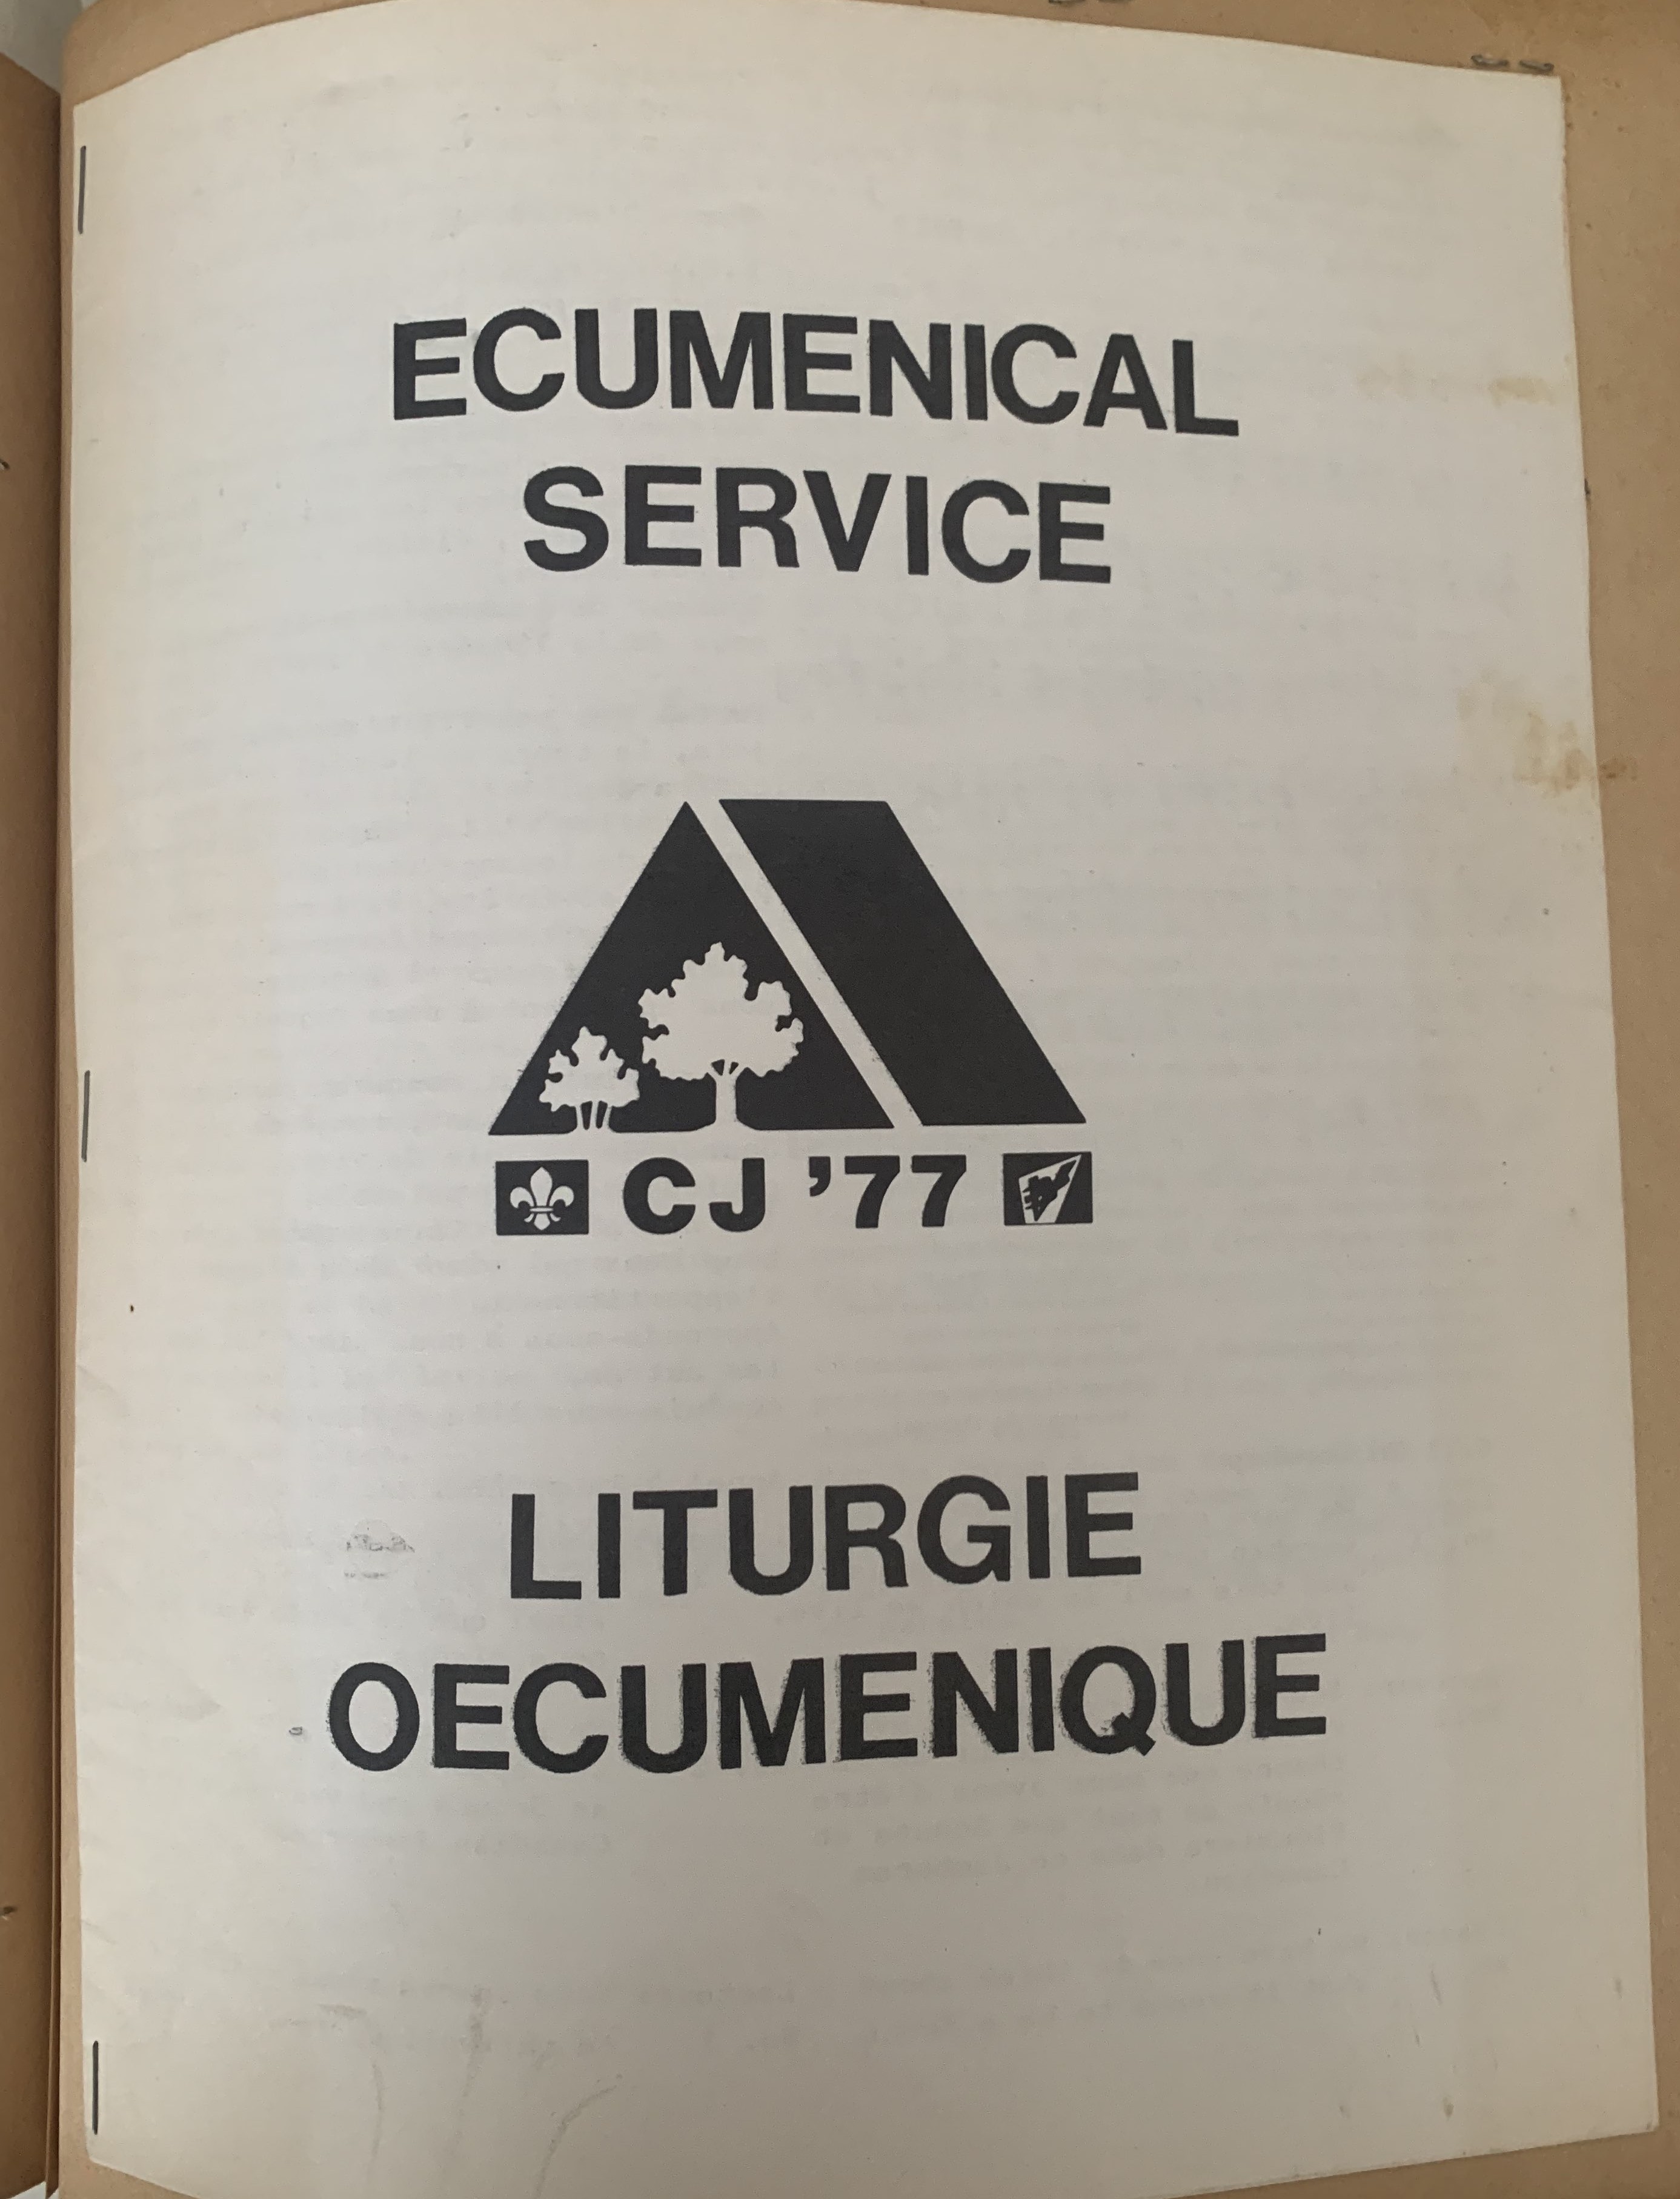 ECUMENICAL
SERVICE
CJ '77
LITURGIE
OECUMENIQUE